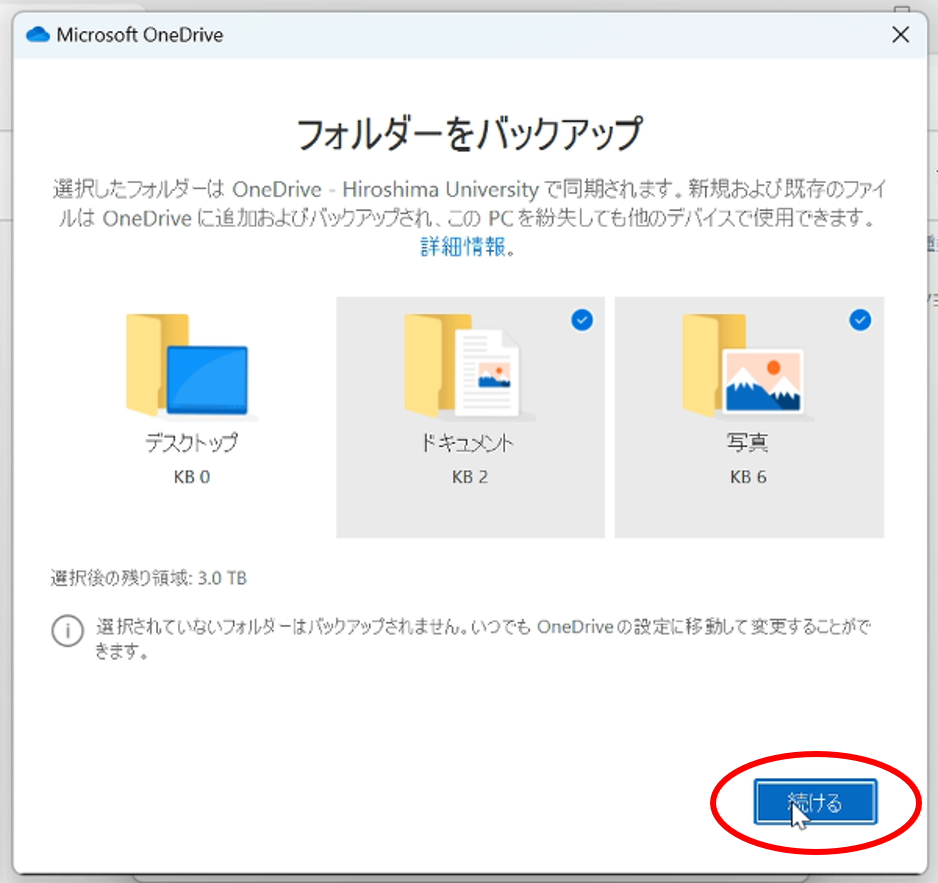 Microsoft OneDrive
フォルダーをバックアップ
選択したフォルダーは OneDrive - Hiroshima University で同期されます。新規および既存のファイ
ルは OneDrive に追加およびバックアップされ、この PC を紛失しても他のデバイスで使用できます。
詳細情報。
デスクトップ
KB 0
ドキュメント
KB 2
写真
KB 6
選択後の残り領域: 3.0 TB
選択されていないフォルダーはバックアップされません。いつでも OneDrive の設定に移動して変更することがで
きます。
続ける